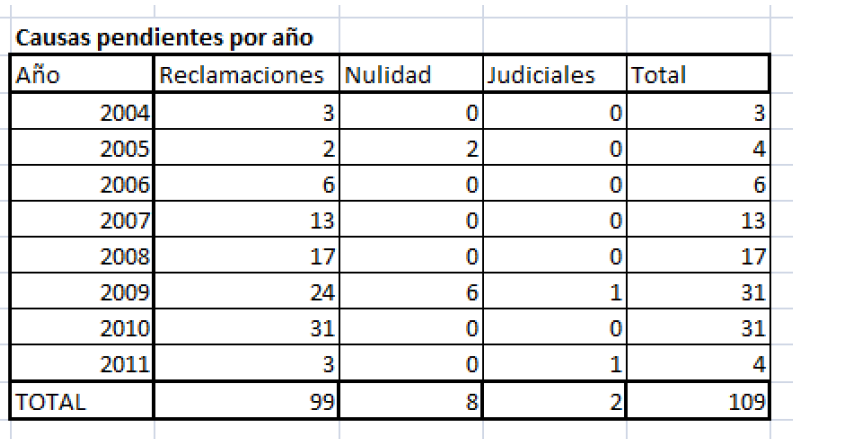 Causas pendientes por año
Año Reclamaciones Nulidad Judiciales Total
2004 3 0 0 3
2005 2 2 0 4
2006 6 0 0 6
2007 13 0 0 13
2008 17 0 0 17
2009 24 6 1 31
2010 31 0 0 31
2011 3 0 1 4
TOTAL 99 8 2 109